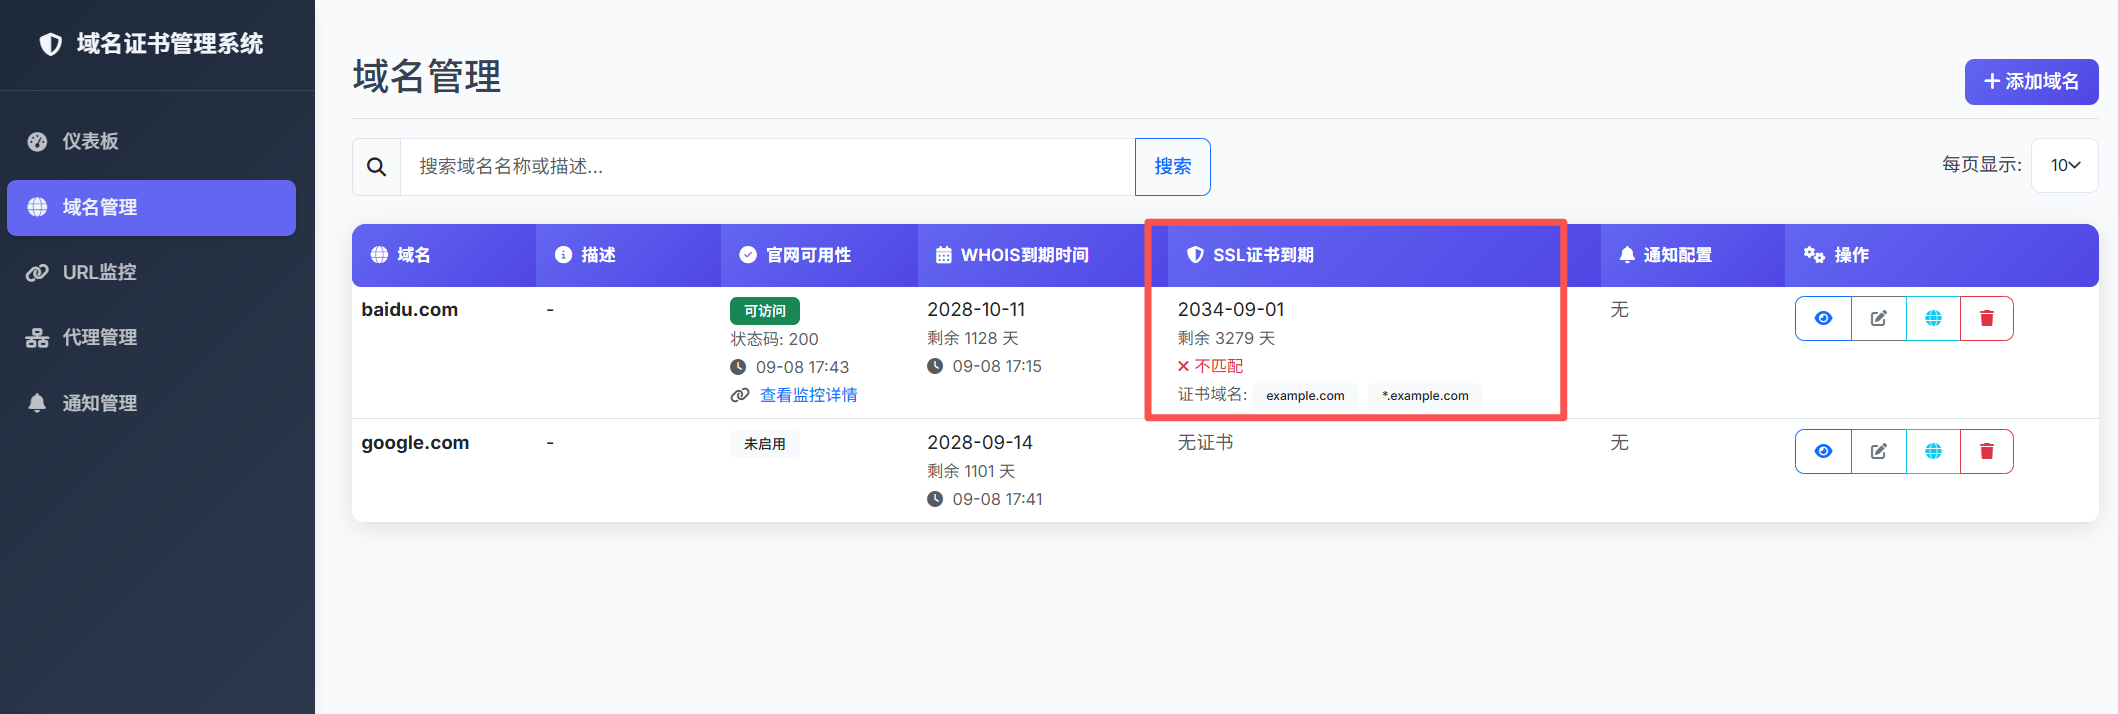 域名证书管理系统
仪表板
域名管理
URL监控
代理管理
通知管理
域名管理
添加域名
搜索域名名称或描述...
搜索
每页显示: 10
域名 描述 官网可用性 WHOIS到期时间 SSL证书到期 通知配置 操作
baidu.com - 可访问 2028-10-11 2034-09-01 无
状态码: 200 剩余 1128 天 剩余 3279 天
09-08 17:43 09-08 17:15 不匹配
查看监控详情 证书域名: example.com *.example.com
google.com - 未启用 2028-09-14 无证书 无
剩余 1101 天
09-08 17:41